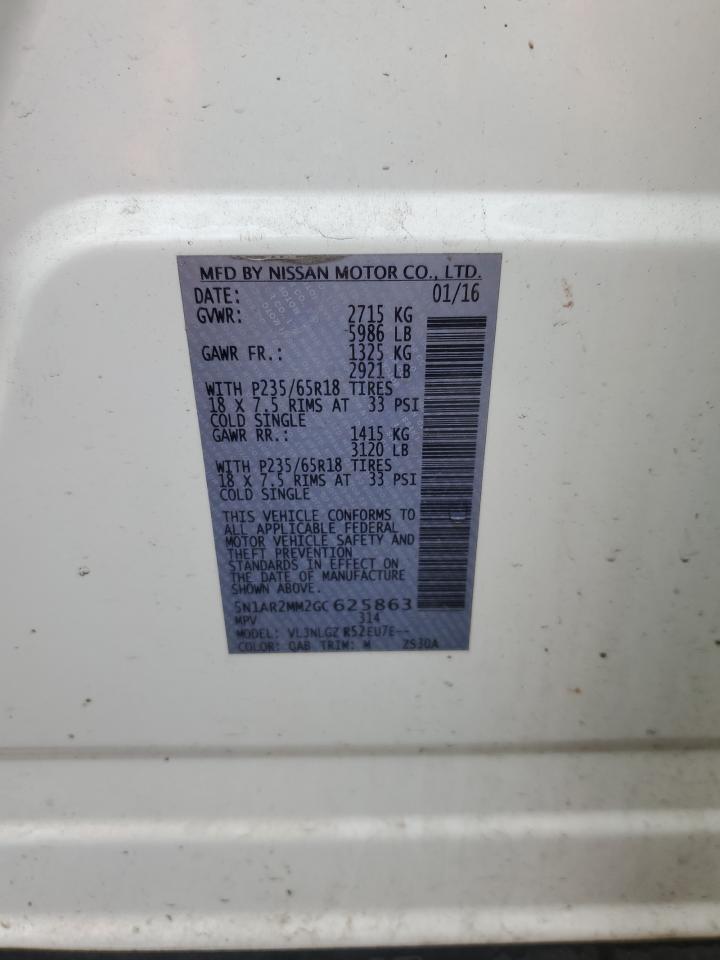 MFD BY NISSAN MOTOR CO., LTD.
DATE: 01/16
GVWR: 2715 KG
5986 LB
GAWR FR.: 1325 KG
2921 LB
WITH P235/65R18 TIRES
18 X 7.5 RIMS AT 33 PSI
COLD SINGLE
GAWR RR.: 1415 KG
3120 LB
WITH P235/65R18 TIRES
18 X 7.5 RIMS AT 33 PSI
COLD SINGLE
THIS VEHICLE CONFORMS TO
ALL APPLICABLE FEDERAL
MOTOR VEHICLE SAFETY AND
THEFT PREVENTION
STANDARDS IN EFFECT ON
THE DATE OF MANUFACTURE
SHOWN ABOVE.
5N1AR2MM2GC 625863
MPV 314
MODEL: VL3NLGZ R52EU7E--
COLOR: QAB TRIM: M 2S30A